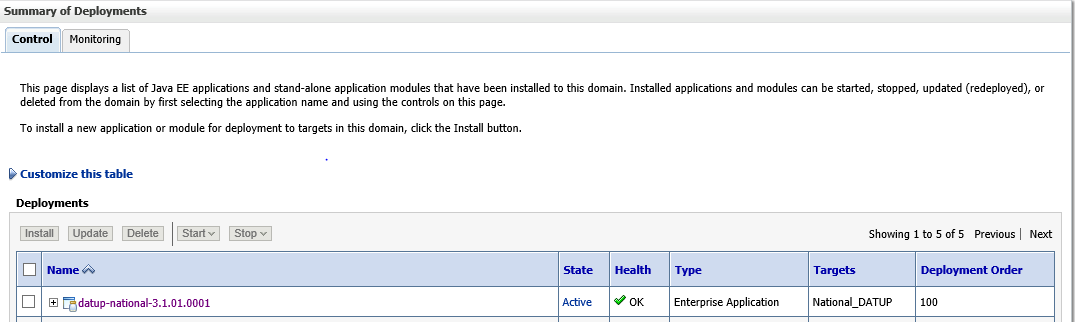 Summary of Deployments
Control
Monitoring
This page displays a list of Java EE applications and stand-alone application modules that have been installed to this domain. Installed applications and modules can be started, stopped, updated (redeployed), or
deleted from the domain by first selecting the application name and using the controls on this page.
To install a new application or module for deployment to targets in this domain, click the Install button.
Customize this table
Deployments
Install Update Delete Start Stop Showing 1 to 5 of 5 Previous | Next
Name State Health Type Targets Deployment Order
datup-national-3.1.01.0001 Active OK Enterprise Application National_DATUP 100